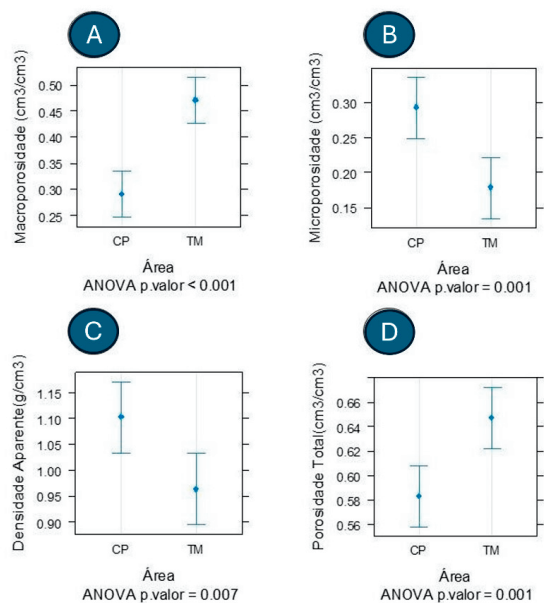 A
Macroporosidade (cm3/cm3)
0.50
0.45
0.40
0.35
0.30
0.25
CP TM
Área
ANOVA p.valor < 0.001
B
Microporosidade (cm3/cm3)
0.30
0.25
0.20
0.15
CP TM
Área
ANOVA p.valor = 0.001
C
Densidade Aparente(g/cm3)
1.15
1.10
1.05
1.00
0.95
0.90
CP TM
Área
ANOVA p.valor = 0.007
D
Porosidade Total(cm3/cm3)
0.66
0.64
0.62
0.60
0.58
0.56
CP TM
Área
ANOVA p.valor = 0.001